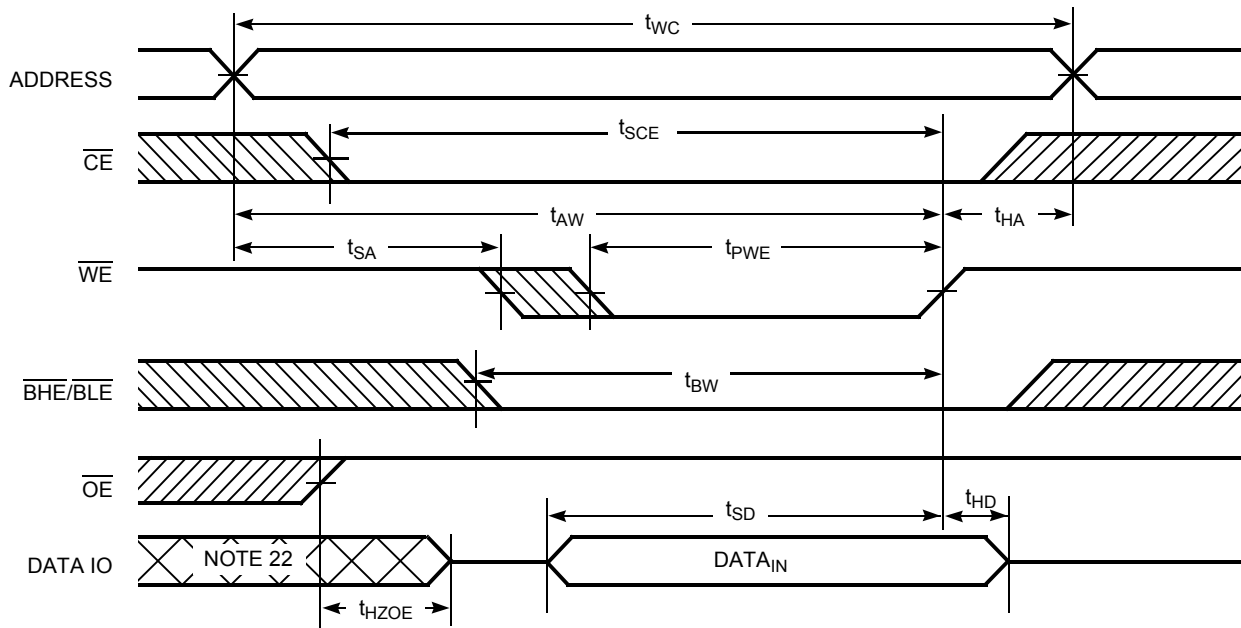 tWC
ADDRESS
tSCE
CE
tAW
tHA
tSA
tPWE
WE
tBW
BHE/BLE
OE
tSD
tHD
DATA IO
NOTE 22
DATAIN
tHZOE